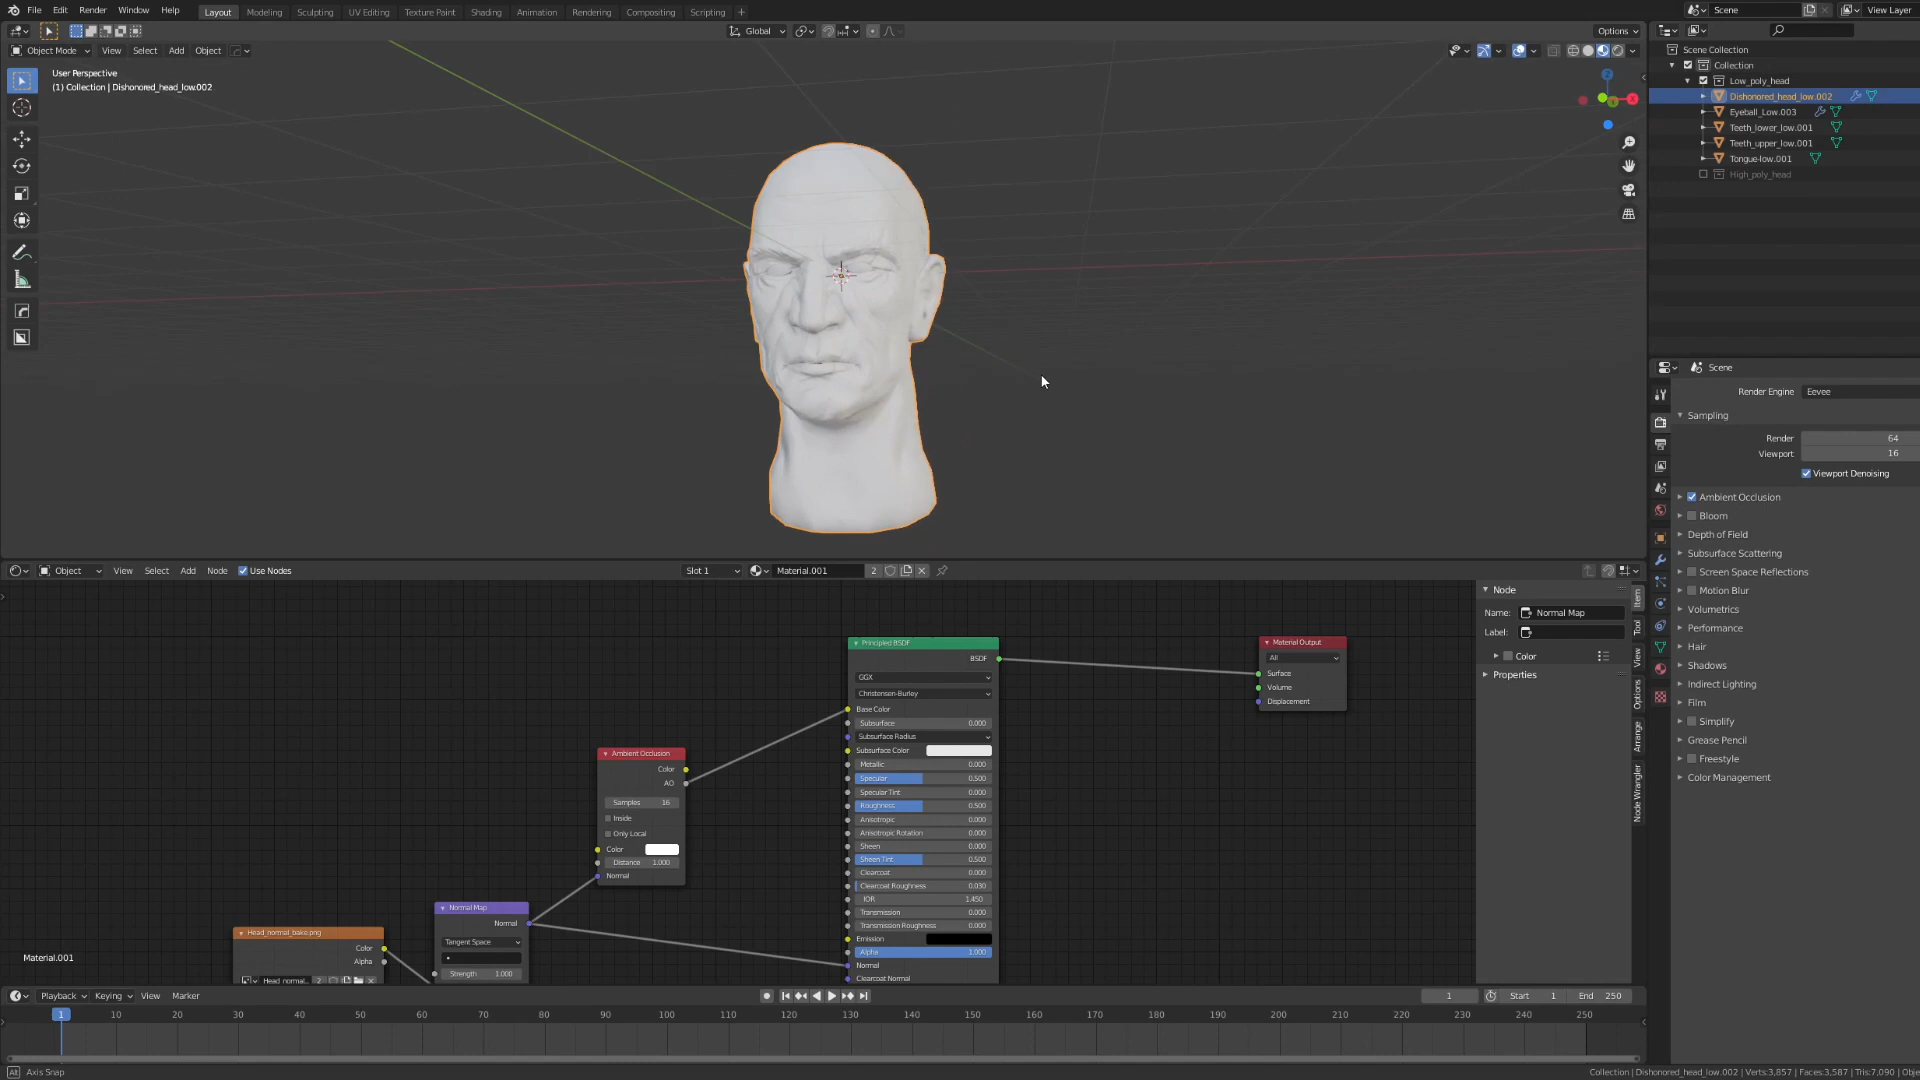 File Edit Render Window Help Layout Modeling Sculpting UV Editing Texture Paint Shading Animation Rendering Compositing Scripting + Scene View Layer
Global Options
Object Mode View Select Add Object
User Perspective
(1) Collection | Dishonored_head_low.002
Z
X
Scene Collection
Collection
Low_poly_head
Dishonored_head_low.002
Eyeball_Low.003
Teeth_lower_low.001
Teeth_upper_low.001
Tongue-low.001
High_poly_head
Scene
Render Engine Eevee
Sampling
Render 64
Viewport 16
Viewport Denoising
Ambient Occlusion
Bloom
Depth of Field
Subsurface Scattering
Screen Space Reflections
Motion Blur
Volumetrics
Performance
Hair
Shadows
Indirect Lighting
Film
Simplify
Grease Pencil
Freestyle
Color Management
Object View Select Add Node Use Nodes Slot 1 Material.001 2
Principled BSDF
BSDF
GGX
Christensen-Burley
Base Color
Subsurface 0.000
Subsurface Radius
Subsurface Color
Metallic 0.000
Specular 0.500
Specular Tint 0.000
Roughness 0.500
Anisotropic 0.000
Anisotropic Rotation 0.000
Sheen 0.000
Sheen Tint 0.500
Clearcoat 0.000
Clearcoat Roughness 0.030
IOR 1.450
Transmission 0.000
Transmission Roughness 0.000
Emission
Alpha 1.000
Normal
Clearcoat Normal
Material Output
All
Surface
Volume
Displacement
Ambient Occlusion
Color
AO
Samples 16
Inside
Only Local
Color
Distance 1.000
Normal
Normal Map
Normal
Tangent Space
Strength 1.000
Head_normal_bake.png
Color
Alpha
Head_normal.. 2
Material.001
Node
Name: Normal Map
Label:
Color
Properties
Item
Tool
View
Options
Arrange
Node Wrangler
Playback Keying View Marker 1 Start 1 End 250
1 10 20 30 40 50 60 70 80 90 100 110 120 130 140 150 160 170 180 190 200 210 220 230 240 250
Alt Axis Snap Collection | Dishonored_head_low.002 | Verts:3,857 | Faces:3,587 | Tris:7,090 | Obje